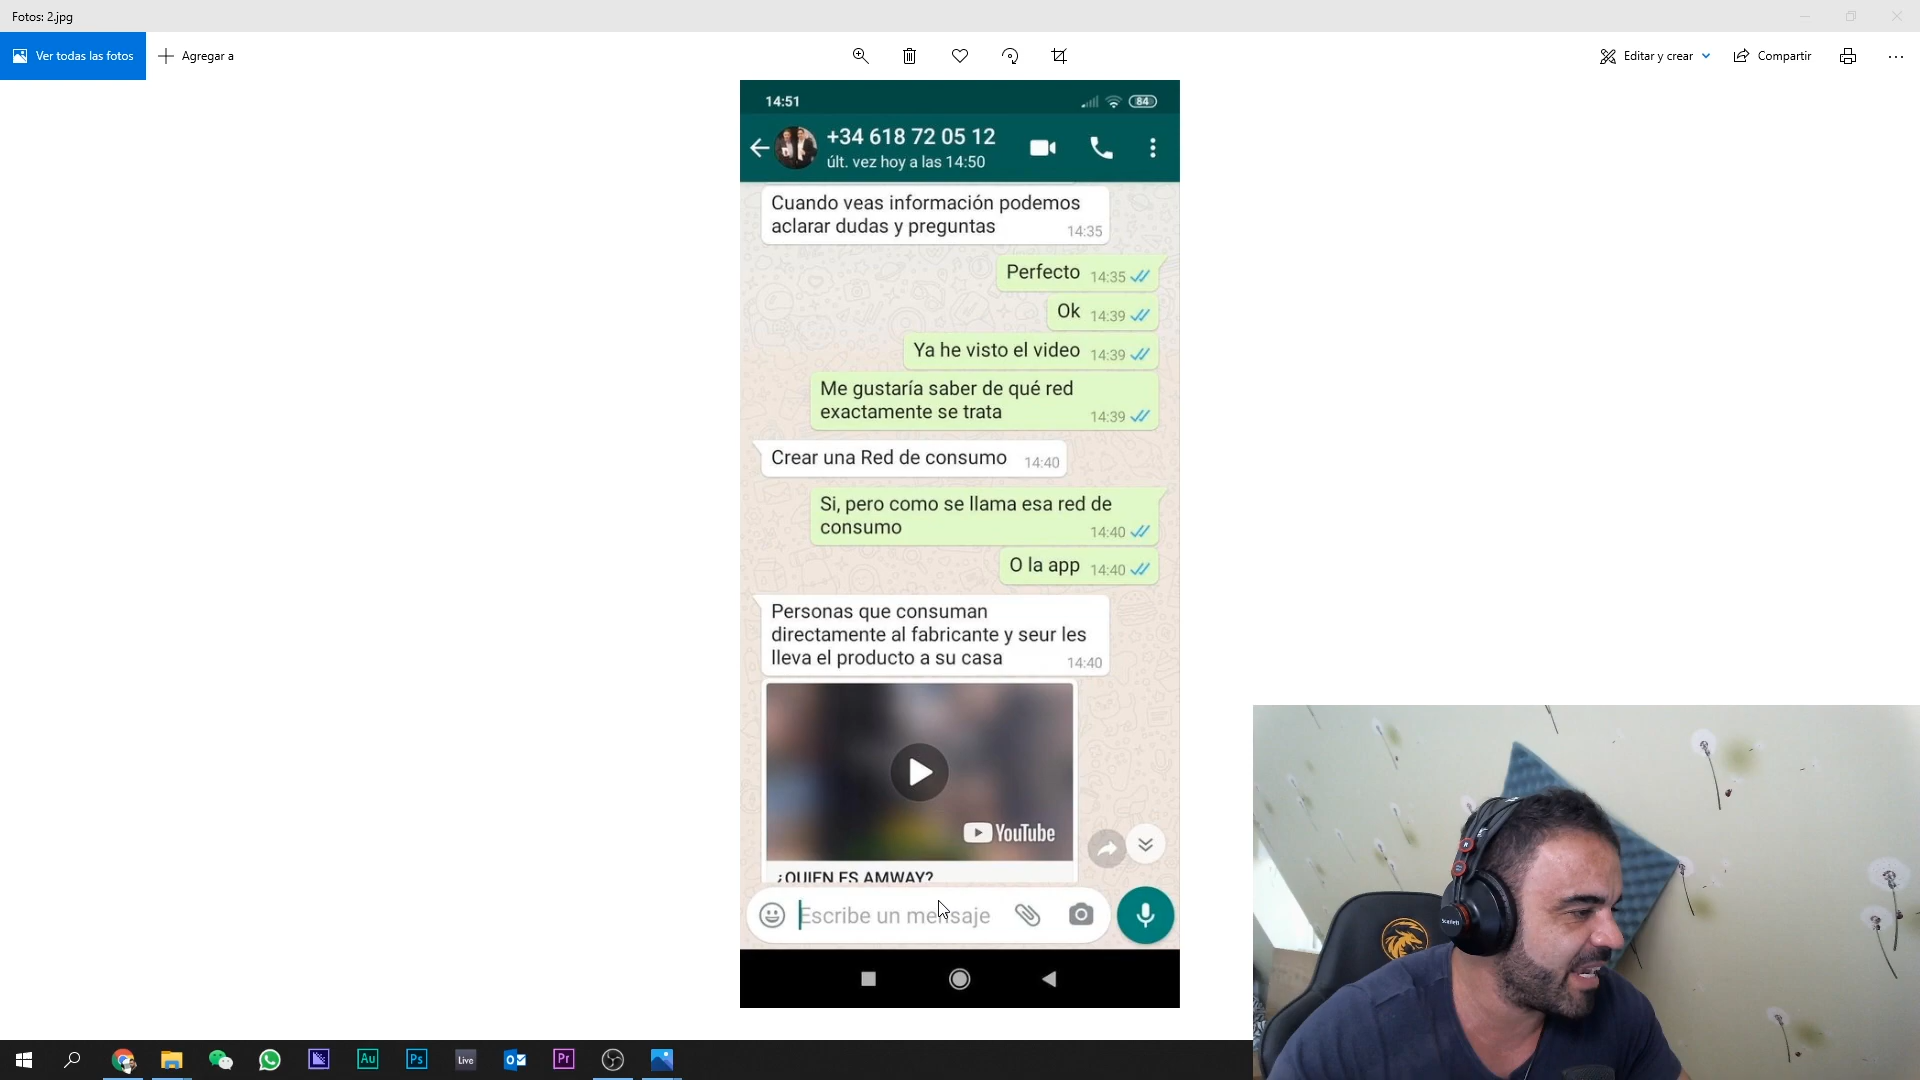 Fotos: 2.jpg
Ver todas las fotos
Agregar a
Editar y crear
Compartir
14:51
84
+34 618 72 05 12
últ. vez hoy a las 14:50
Cuando veas información podemos
aclarar dudas y preguntas
14:35
Perfecto 14:35
Ok 14:39
Ya he visto el video 14:39
Me gustaría saber de qué red
exactamente se trata
14:39
Crear una Red de consumo 14:40
Si, pero como se llama esa red de
consumo
14:40
O la app 14:40
Personas que consuman
directamente al fabricante y seur les
lleva el producto a su casa
14:40
YouTube
¿QUIEN ES AMWAY?
Escribe un mensaje
Au
Ps
Live
Pr